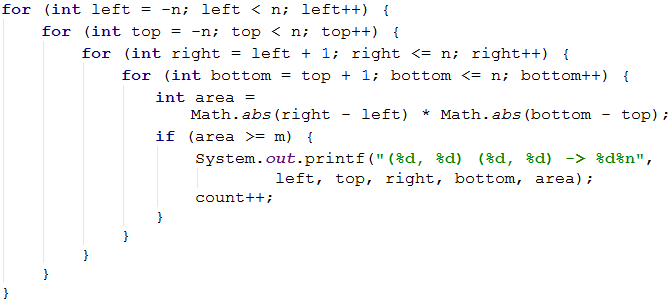 for (int left = -n; left < n; left++) {
    for (int top = -n; top < n; top++) {
        for (int right = left + 1; right <= n; right++) {
            for (int bottom = top + 1; bottom <= n; bottom++) {
                int area =
                    Math.abs(right - left) * Math.abs(bottom - top);
                if (area >= m) {
                    System.out.printf("(%d, %d) (%d, %d) -> %d%n",
                            left, top, right, bottom, area);
                    count++;
                }
            }
        }
    }
}